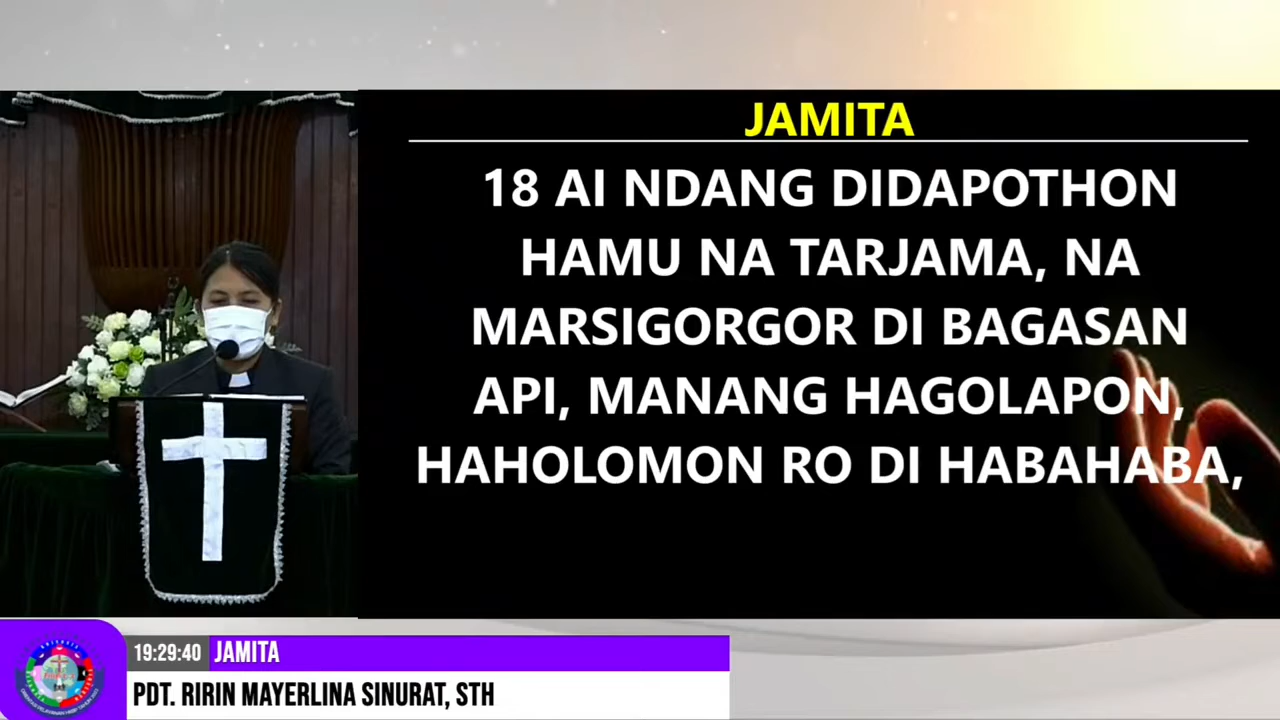 JAMITA
18 AI NDANG DIDAPOTHON
HAMU NA TARJAMA, NA
MARSIGORGOR DI BAGASAN
API, MANANG HAGOLAPON,
HAHOLOMON RO DI HABAHABA,
19:29:40 JAMITA
PDT. RIRIN MAYERLINA SINURAT, STH